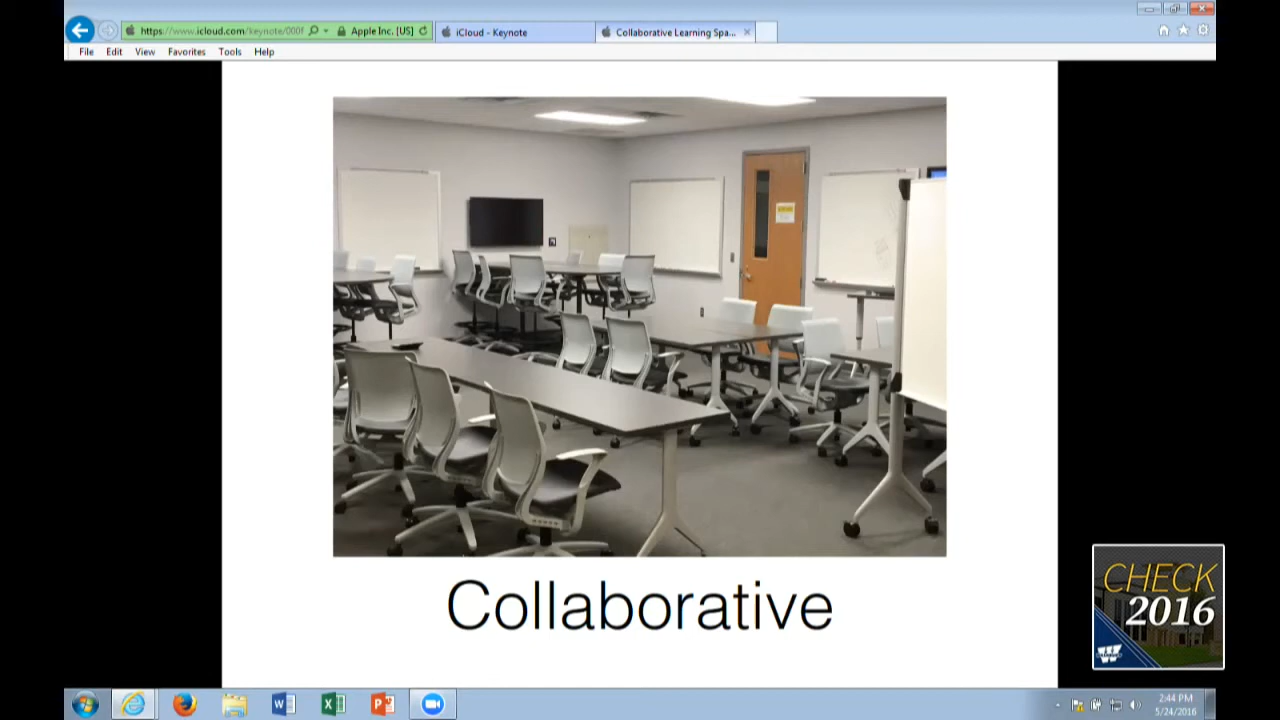 https://www.icloud.com/keynote/000f
Apple Inc. [US]
iCloud - Keynote
Collaborative Learning Spa...
File Edit View Favorites Tools Help
Collaborative
CHECK
2016
W
2:44 PM
5/24/2016